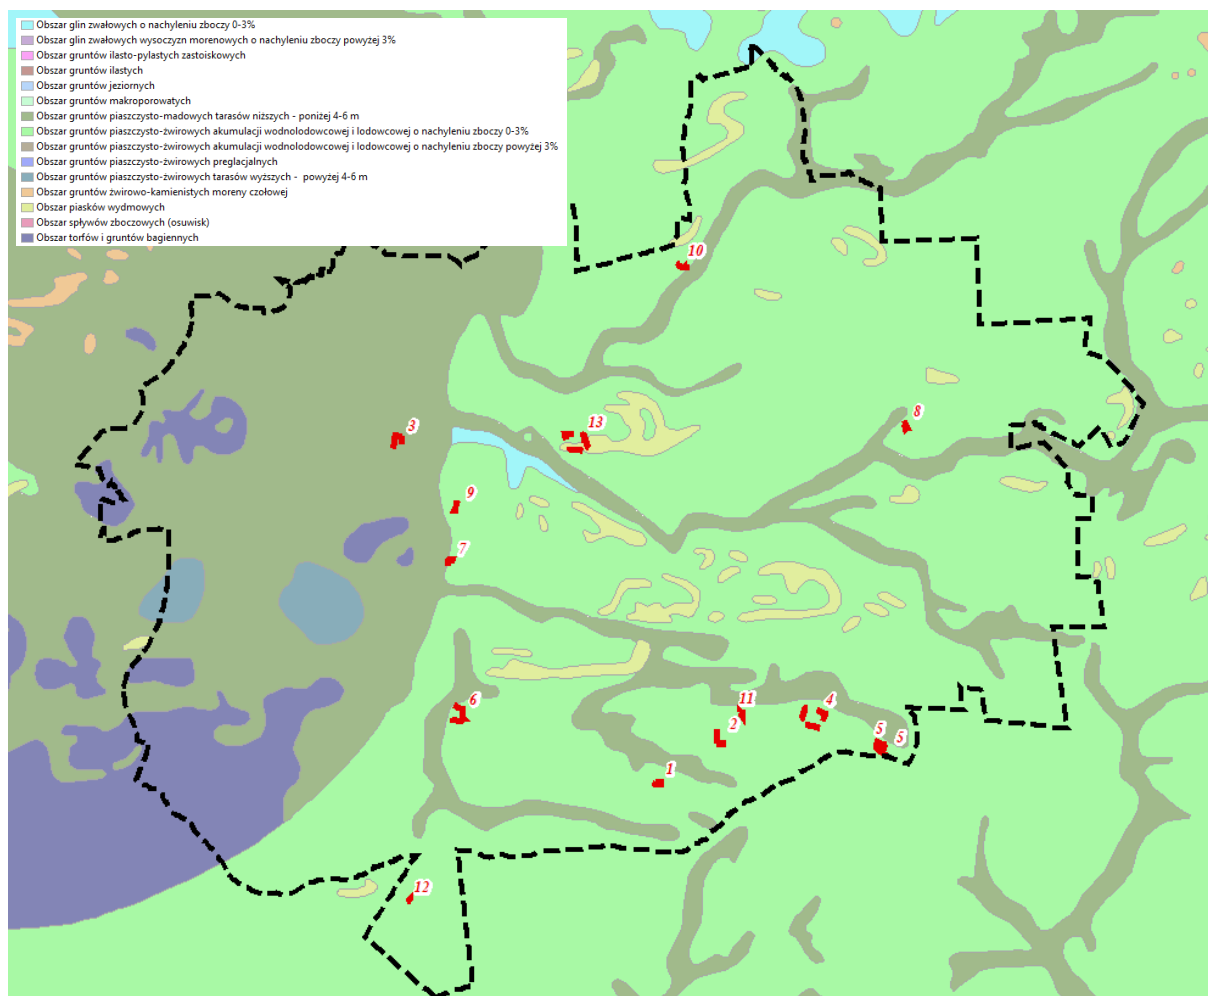 Obszar glin zwałowych o nachyleniu zboczy 0-3%
Obszar glin zwałowych wysoczyzn morenowych o nachyleniu zboczy powyżej 3%
Obszar gruntów ilasto-pylastych zastoiskowych
Obszar gruntów ilastych
Obszar gruntów jeziornych
Obszar gruntów makroporowatych
Obszar gruntów piaszczysto-madowych tarasów niższych - poniżej 4-6 m
Obszar gruntów piaszczysto-żwirowych akumulacji wodnolodowcowej i lodowcowej o nachyleniu zboczy 0-3%
Obszar gruntów piaszczysto-żwirowych akumulacji wodnolodowcowej i lodowcowej o nachyleniu zboczy powyżej 3%
Obszar gruntów piaszczysto-żwirowych preglacjalnych
Obszar gruntów piaszczysto-żwirowych tarasów wyższych - powyżej 4-6 m
Obszar gruntów żwirowo-kamienistych moreny czołowej
Obszar piasków wydmowych
Obszar spływów zboczowych (osuwisk)
Obszar torfów i gruntów bagiennych
10
8
13
3
9
7
6
11
4
2
5
5
1
12